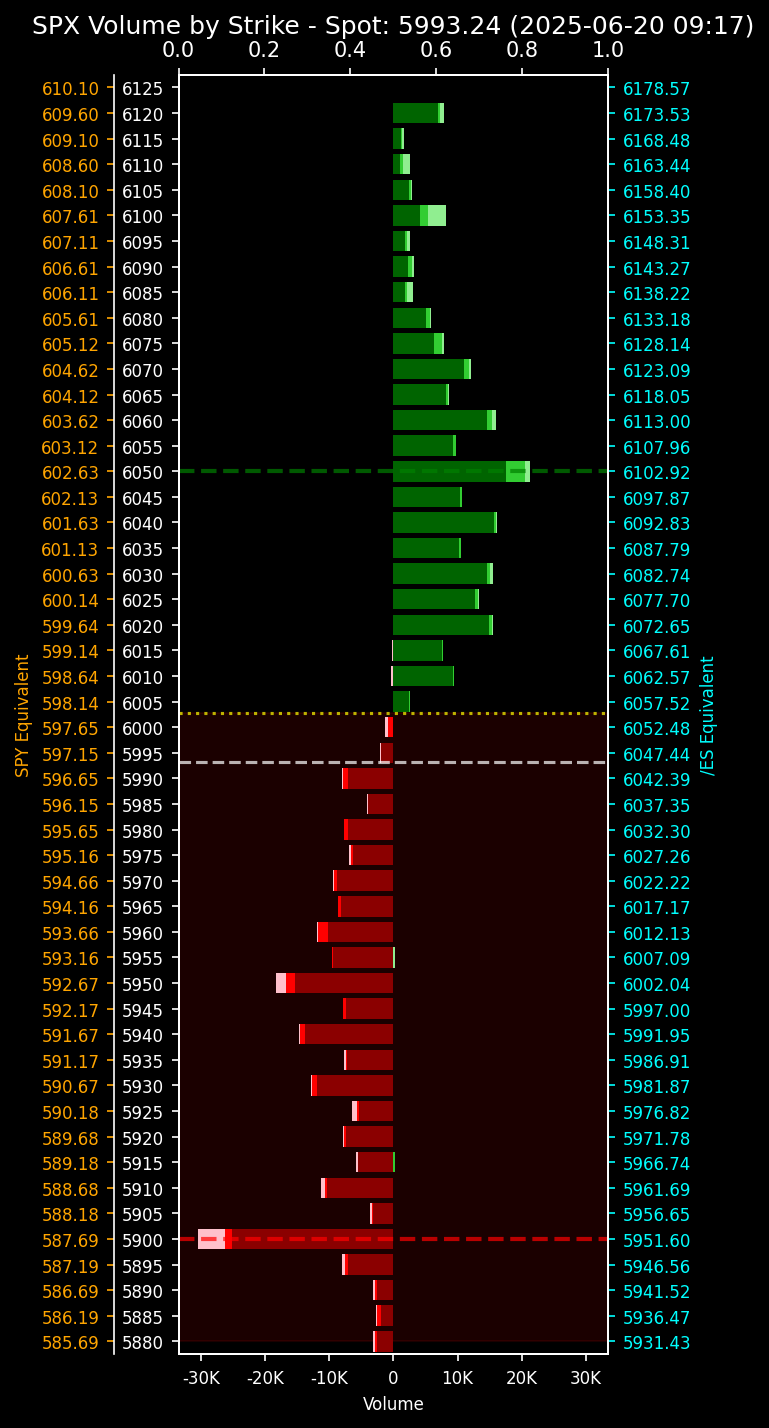 SPX Volume by Strike - Spot: 5993.24 (2025-06-20 09:17)
0.0 0.2 0.4 0.6 0.8 1.0
610.10 6125 6178.57
609.60 6120 6173.53
609.10 6115 6168.48
608.60 6110 6163.44
608.10 6105 6158.40
607.61 6100 6153.35
607.11 6095 6148.31
606.61 6090 6143.27
606.11 6085 6138.22
605.61 6080 6133.18
605.12 6075 6128.14
604.62 6070 6123.09
604.12 6065 6118.05
603.62 6060 6113.00
603.12 6055 6107.96
602.63 6050 6102.92
602.13 6045 6097.87
601.63 6040 6092.83
601.13 6035 6087.79
600.63 6030 6082.74
600.14 6025 6077.70
599.64 6020 6072.65
599.14 6015 6067.61
598.64 6010 6062.57
598.14 6005 6057.52
SPY Equivalent
/ES Equivalent
597.65 6000 6052.48
597.15 5995 6047.44
596.65 5990 6042.39
596.15 5985 6037.35
595.65 5980 6032.30
595.16 5975 6027.26
594.66 5970 6022.22
594.16 5965 6017.17
593.66 5960 6012.13
593.16 5955 6007.09
592.67 5950 6002.04
592.17 5945 5997.00
591.67 5940 5991.95
591.17 5935 5986.91
590.67 5930 5981.87
590.18 5925 5976.82
589.68 5920 5971.78
589.18 5915 5966.74
588.68 5910 5961.69
588.18 5905 5956.65
587.69 5900 5951.60
587.19 5895 5946.56
586.69 5890 5941.52
586.19 5885 5936.47
585.69 5880 5931.43
-30K -20K -10K 0 10K 20K 30K
Volume